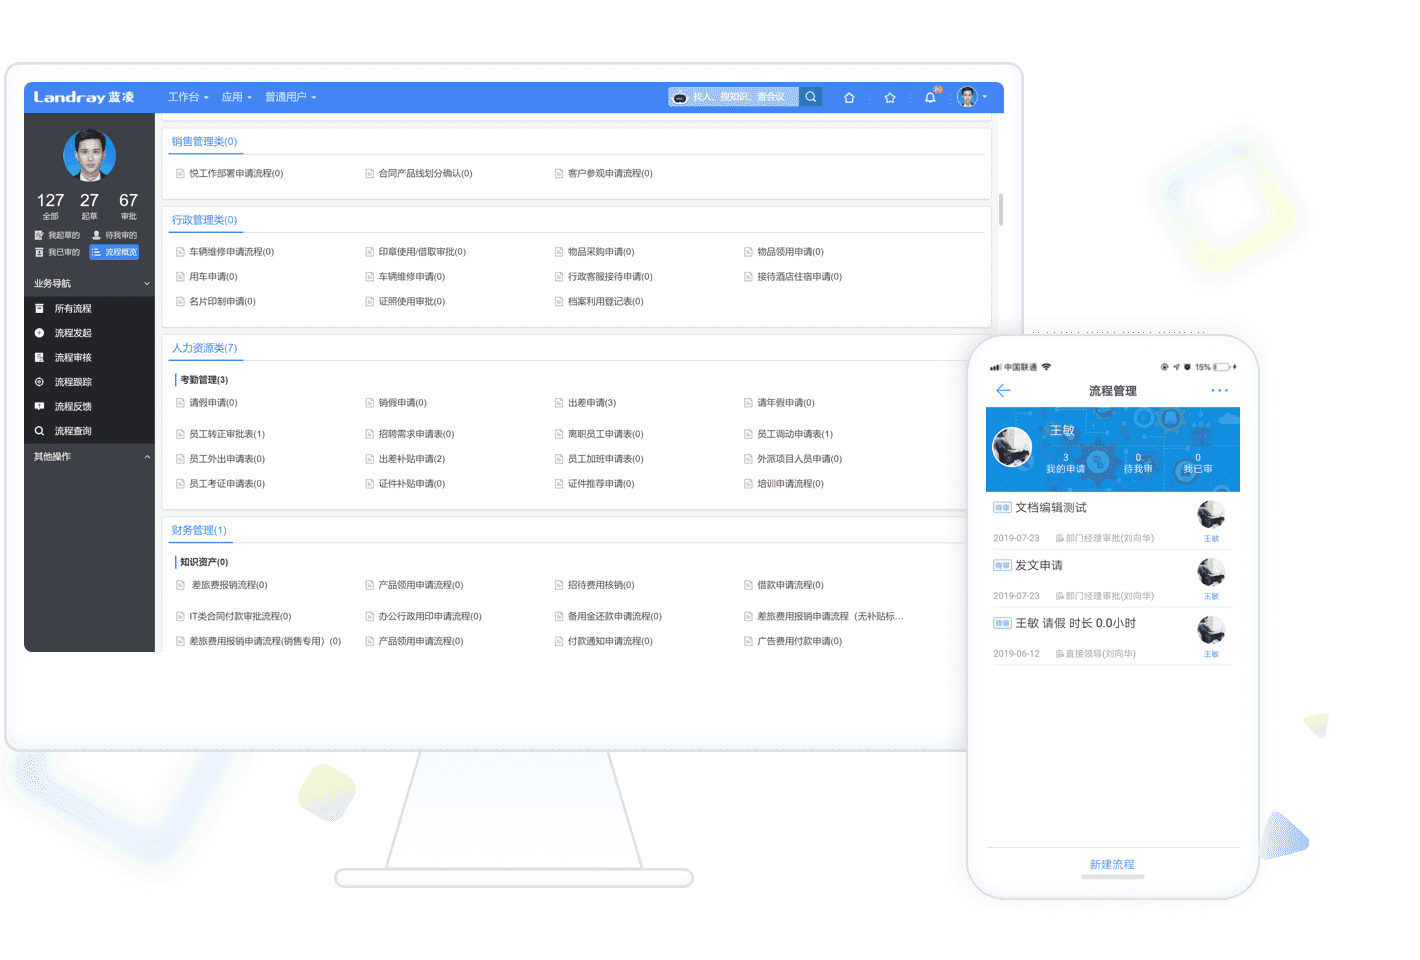 Landray 蓝凌 工作台 应用 普通用户 找人、搜知识、查会议
127 27 67
全部 起草 审批
我起草的 待我审的
我已审的 流程概览
业务导航
所有流程
流程发起
流程审核
流程跟踪
流程反馈
流程查询
其他操作
销售管理类(0)
悦工作部署申请流程(0) 合同产品线划分确认(0) 客户参观申请流程(0)
行政管理类(0)
车辆维修申请流程(0) 印章使用/借取审批(0) 物品采购申请(0) 物品领用申请(0)
用车申请(0) 车辆维修申请(0) 行政客服接待申请(0) 接待酒店住宿申请(0)
名片印制申请(0) 证照使用审批(0) 档案利用登记表(0)
人力资源类(7)
考勤管理(3)
请假申请(0) 销假申请(0) 出差申请(3) 请年假申请(0)
员工转正审批表(1) 招聘需求申请表(0) 离职员工申请表(0) 员工调动申请表(1)
员工外出申请表(0) 出差补贴申请(2) 员工加班申请表(0) 外派项目人员申请(0)
员工考证申请表(0) 证件补贴申请(0) 证件推荐申请(0) 培训申请流程(0)
财务管理(1)
知识资产(0)
差旅费报销流程(0) 产品领用申请流程(0) 招待费用核销(0) 借款申请流程(0)
IT类合同付款审批流程(0) 办公行政用印申请流程(0) 备用金还款申请流程(0) 差旅费用报销申请流程（无补贴标...
差旅费用报销申请流程(销售专用）(0) 产品领用申请流程(0) 付款通知申请流程(0) 广告费用付款申请(0)
中国联通 15%
流程管理
王敏
3 0 0
我的申请 待我审 我已审
文档编辑测试
2019-07-23 部门经理审批(刘向华) 王敏
发文申请
2019-07-23 部门经理审批(刘向华) 王敏
王敏 请假 时长 0.0小时
2019-06-12 直接领导(刘向华) 王敏
新建流程